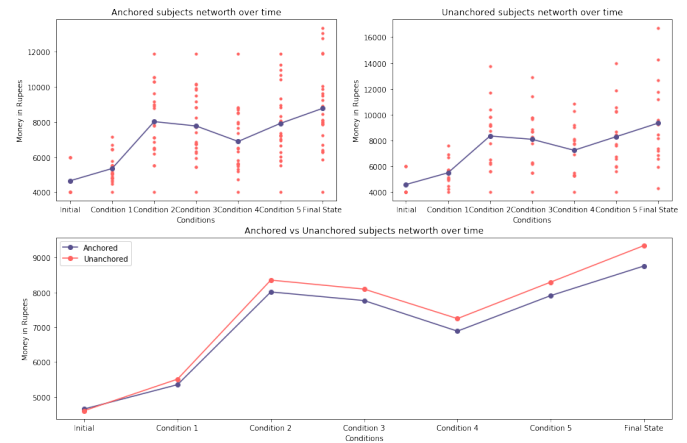 Anchored subjects networth over time
Money in Rupees
12000
10000
8000
6000
4000
Initial Condition 1 Condition 2 Condition 3 Condition 4 Condition 5 Final State
Conditions
Unanchored subjects networth over time
Money in Rupees
16000
14000
12000
10000
8000
6000
4000
Initial Condition 1 Condition 2 Condition 3 Condition 4 Condition 5 Final State
Conditions
Anchored vs Unanchored subjects networth over time
Anchored
Unanchored
Money in Rupees
9000
8000
7000
6000
5000
Initial Condition 1 Condition 2 Condition 3 Condition 4 Condition 5 Final State
Conditions